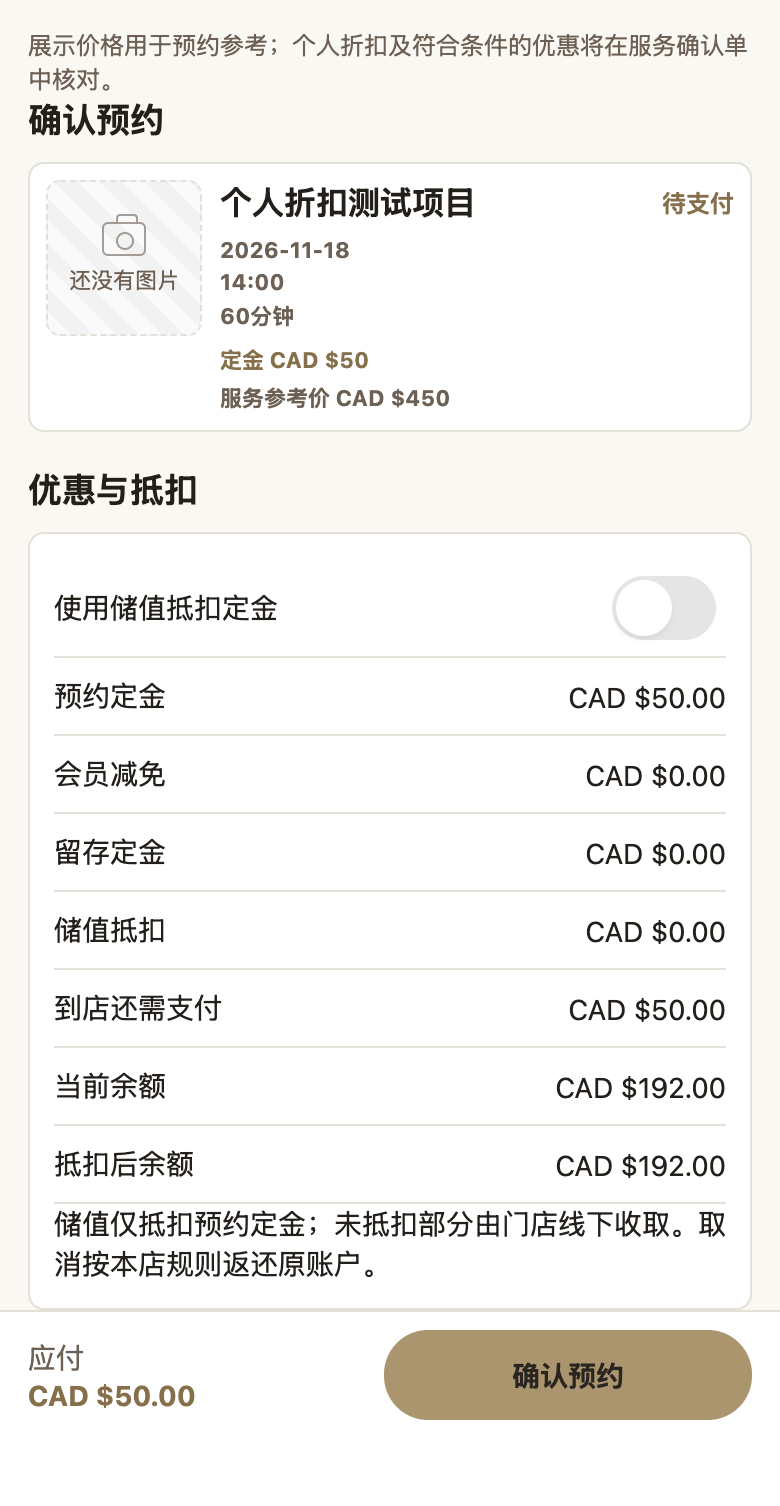 展示价格用于预约参考；个人折扣及符合条件的优惠将在服务确认单
中核对。
确认预约
还没有图片
个人折扣测试项目
待支付
2026-11-18
14:00
60分钟
定金 CAD $50
服务参考价 CAD $450
优惠与抵扣
使用储值抵扣定金
预约定金 CAD $50.00
会员减免 CAD $0.00
留存定金 CAD $0.00
储值抵扣 CAD $0.00
到店还需支付 CAD $50.00
当前余额 CAD $192.00
抵扣后余额 CAD $192.00
储值仅抵扣预约定金；未抵扣部分由门店线下收取。取
消按本店规则返还原账户。
应付
CAD $50.00
确认预约